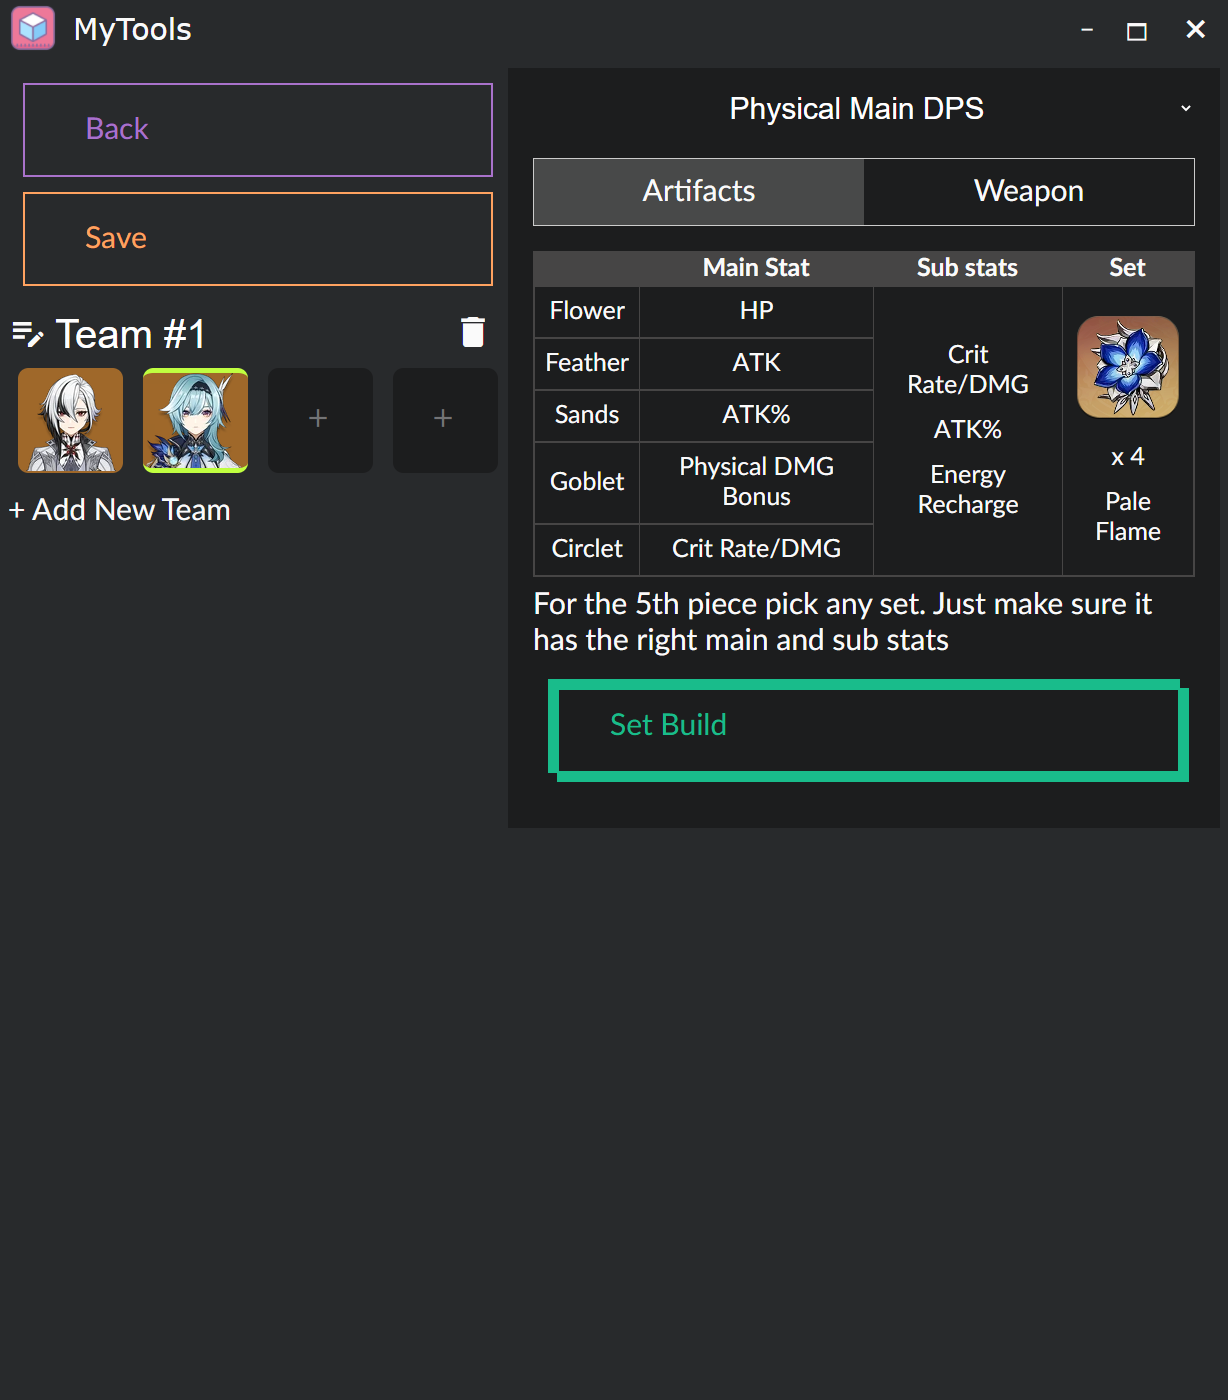 MyTools
Back
Save
Team #1
+
+
+ Add New Team
Physical Main DPS
Artifacts
Weapon
Main Stat
Sub stats
Set
Flower
HP
Feather
ATK
Sands
ATK%
Goblet
Physical DMG
Bonus
Circlet
Crit Rate/DMG
Crit
Rate/DMG
ATK%
Energy
Recharge
x 4
Pale
Flame
For the 5th piece pick any set. Just make sure it
has the right main and sub stats
Set Build